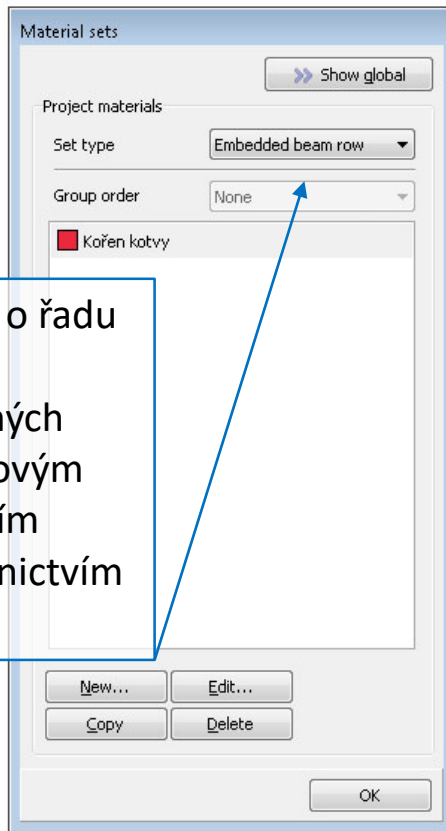 Material sets
Show global
Project materials
Set type Embedded beam row
Group order None
Kořen kotvy
o řadu
ných
ovým
ím
nictvím
New... Edit...
Copy Delete
OK